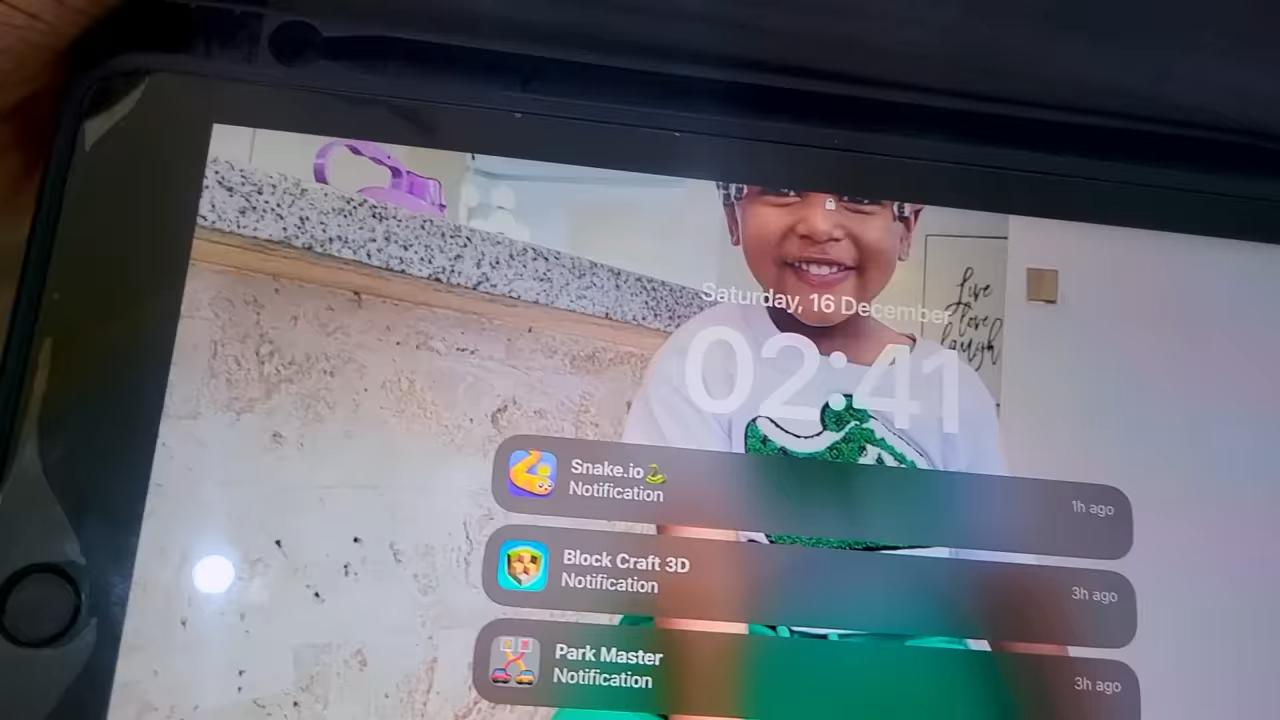 Live
love
laugh
Saturday, 16 December
02:41
Snake.io🐍
Notification
1h ago
Block Craft 3D
Notification
3h ago
Park Master
Notification
3h ago